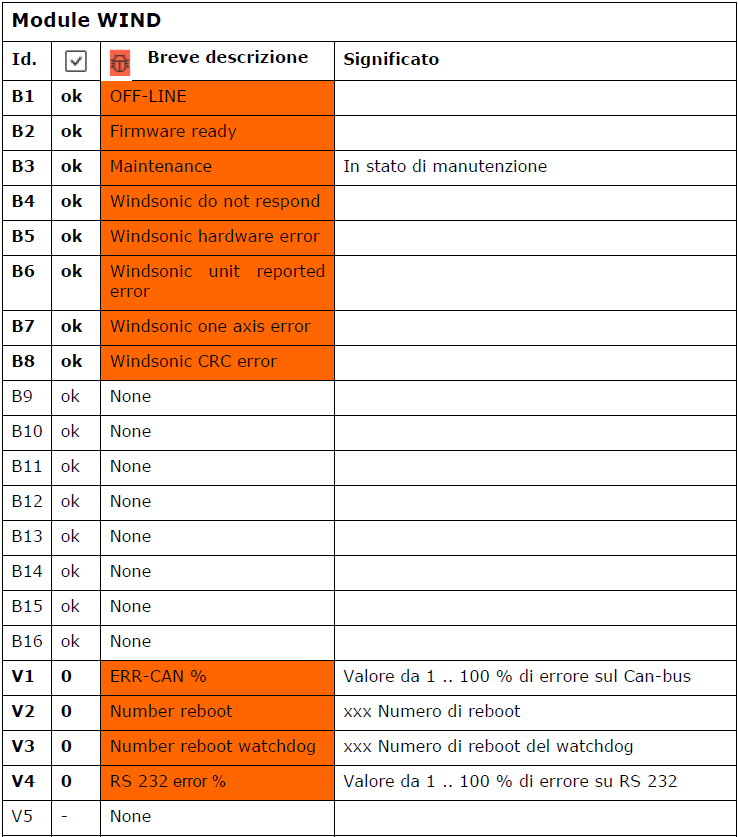 Module WIND
Id. Breve descrizione Significato
B1 ok OFF-LINE
B2 ok Firmware ready
B3 ok Maintenance In stato di manutenzione
B4 ok Windsonic do not respond
B5 ok Windsonic hardware error
B6 ok Windsonic unit reported
error
B7 ok Windsonic one axis error
B8 ok Windsonic CRC error
B9 ok None
B10 ok None
B11 ok None
B12 ok None
B13 ok None
B14 ok None
B15 ok None
B16 ok None
V1 0 ERR-CAN % Valore da 1 .. 100 % di errore sul Can-bus
V2 0 Number reboot xxx Numero di reboot
V3 0 Number reboot watchdog xxx Numero di reboot del watchdog
V4 0 RS 232 error % Valore da 1 .. 100 % di errore su RS 232
V5 - None